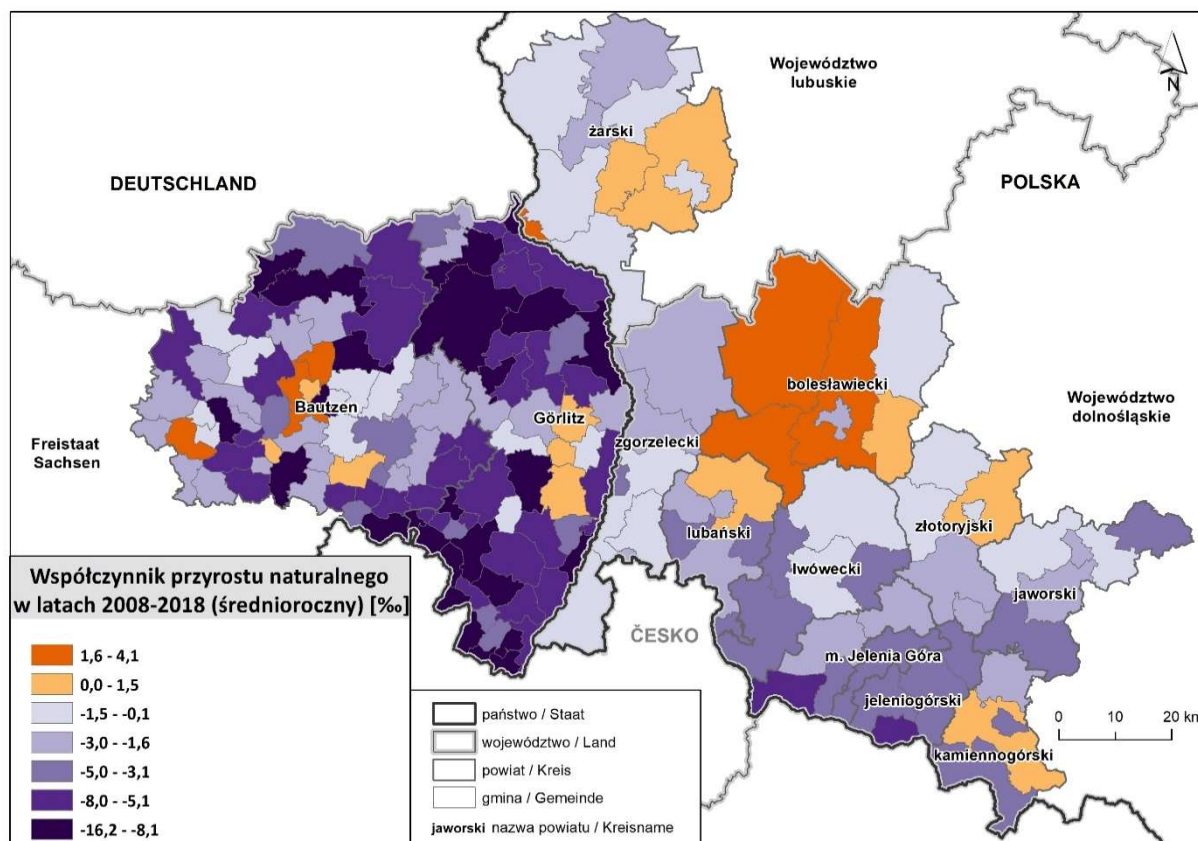 Województwo
lubuskie
N
żarski
DEUTSCHLAND
POLSKA
bolesławiecki
Bautzen
Görlitz
Województwo
dolnośląskie
Freistaat
Sachsen
zgorzelecki
złotoryjski
lubański
lwówecki
jaworski
ČESKO
m. Jelenia Góra
jeleniogórski
kamiennogórski
0 10 20 km
Współczynnik przyrostu naturalnego
w latach 2008-2018 (średnioroczny) [‰]
1,6 - 4,1
0,0 - 1,5
-1,5 - -0,1
-3,0 - -1,6
-5,0 - -3,1
-8,0 - -5,1
-16,2 - -8,1
państwo / Staat
województwo / Land
powiat / Kreis
gmina / Gemeinde
jaworski nazwa powiatu / Kreisname